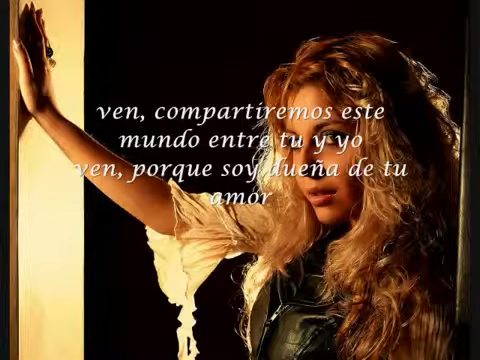 ven, compartiremos este
mundo entre tu y yo
ven, porque soy dueña de tu
amor